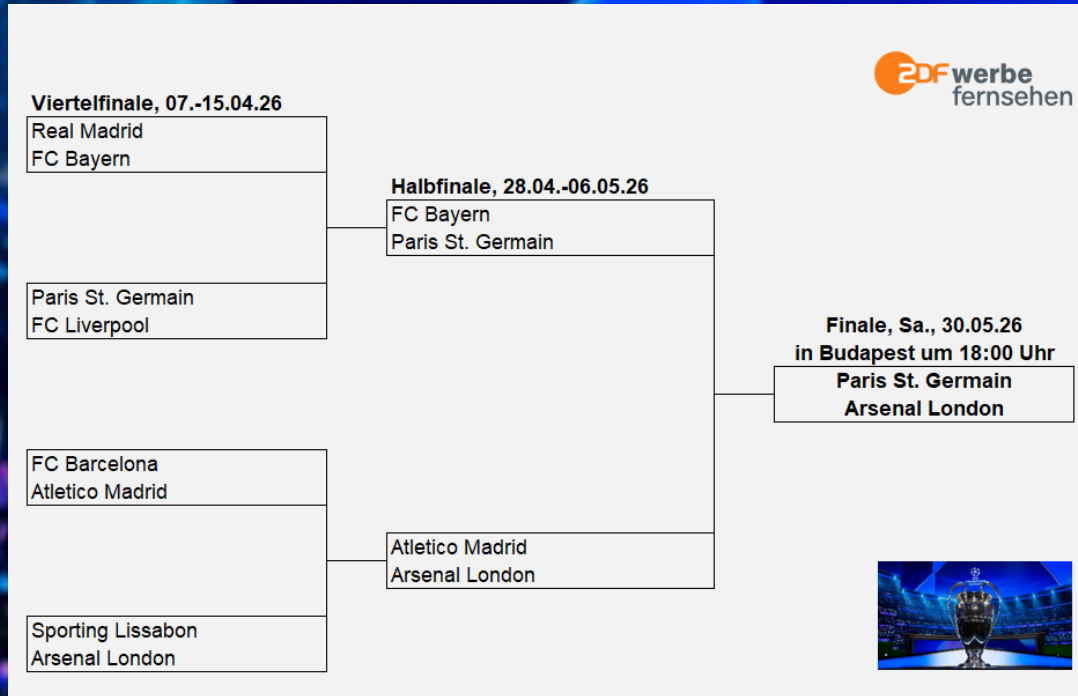 ZDF werbe
fernsehen
Viertelfinale, 07.-15.04.26
Real Madrid
FC Bayern
Halbfinale, 28.04.-06.05.26
FC Bayern
Paris St. Germain
Paris St. Germain
FC Liverpool
Finale, Sa., 30.05.26
in Budapest um 18:00 Uhr
Paris St. Germain
Arsenal London
FC Barcelona
Atletico Madrid
Atletico Madrid
Arsenal London
Sporting Lissabon
Arsenal London